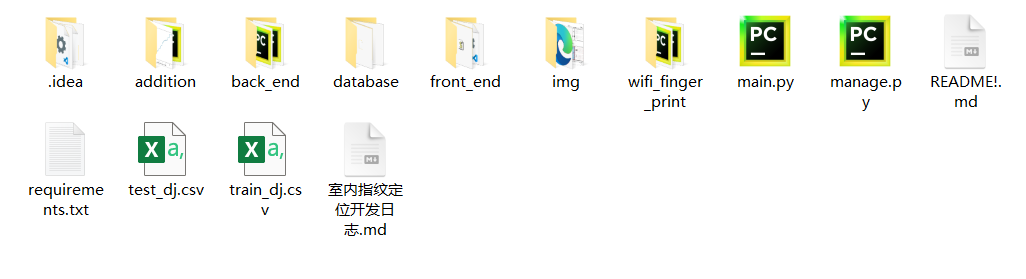 .idea
addition
back_end
database
front_end
img
wifi_finger
_print
main.py
manage.p
y
README!.
md
requireme
nts.txt
test_dj.csv
train_dj.cs
v
室内指纹定
位开发日
志.md